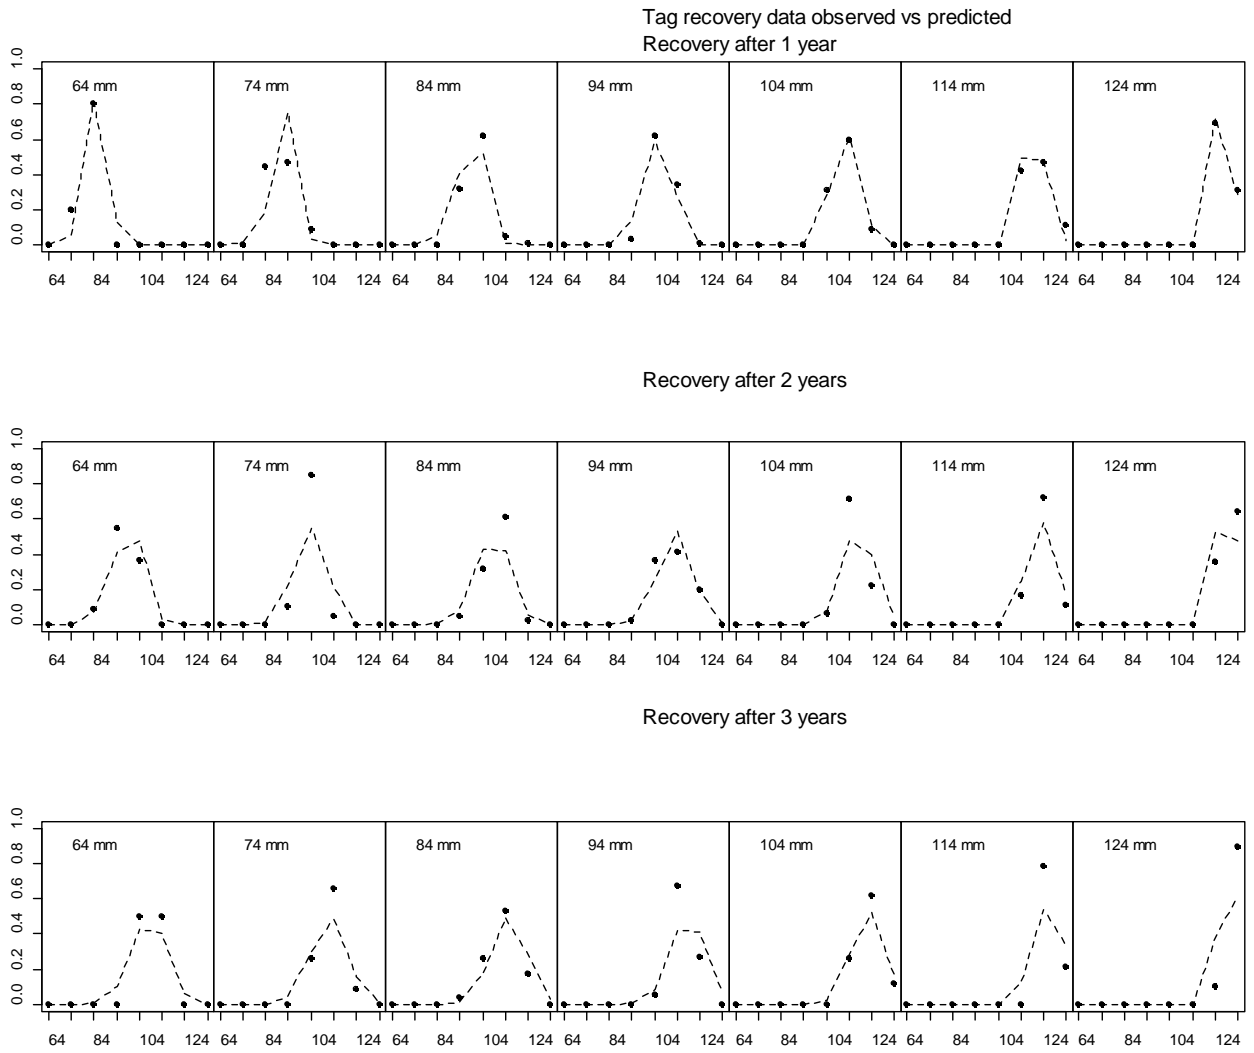 Tag recovery data observed vs predicted
Recovery after 1 year
0.0 0.2 0.4 0.6 0.8 1.0
64 mm 74 mm 84 mm 94 mm 104 mm 114 mm 124 mm
64 84 104 124 64 84 104 124 64 84 104 124 64 84 104 124 64 84 104 124 64 84 104 124 64 84 104 124
Recovery after 2 years
0.0 0.2 0.4 0.6 0.8 1.0
64 mm 74 mm 84 mm 94 mm 104 mm 114 mm 124 mm
64 84 104 124 64 84 104 124 64 84 104 124 64 84 104 124 64 84 104 124 64 84 104 124 64 84 104 124
Recovery after 3 years
0.0 0.2 0.4 0.6 0.8 1.0
64 mm 74 mm 84 mm 94 mm 104 mm 114 mm 124 mm
64 84 104 124 64 84 104 124 64 84 104 124 64 84 104 124 64 84 104 124 64 84 104 124 64 84 104 124